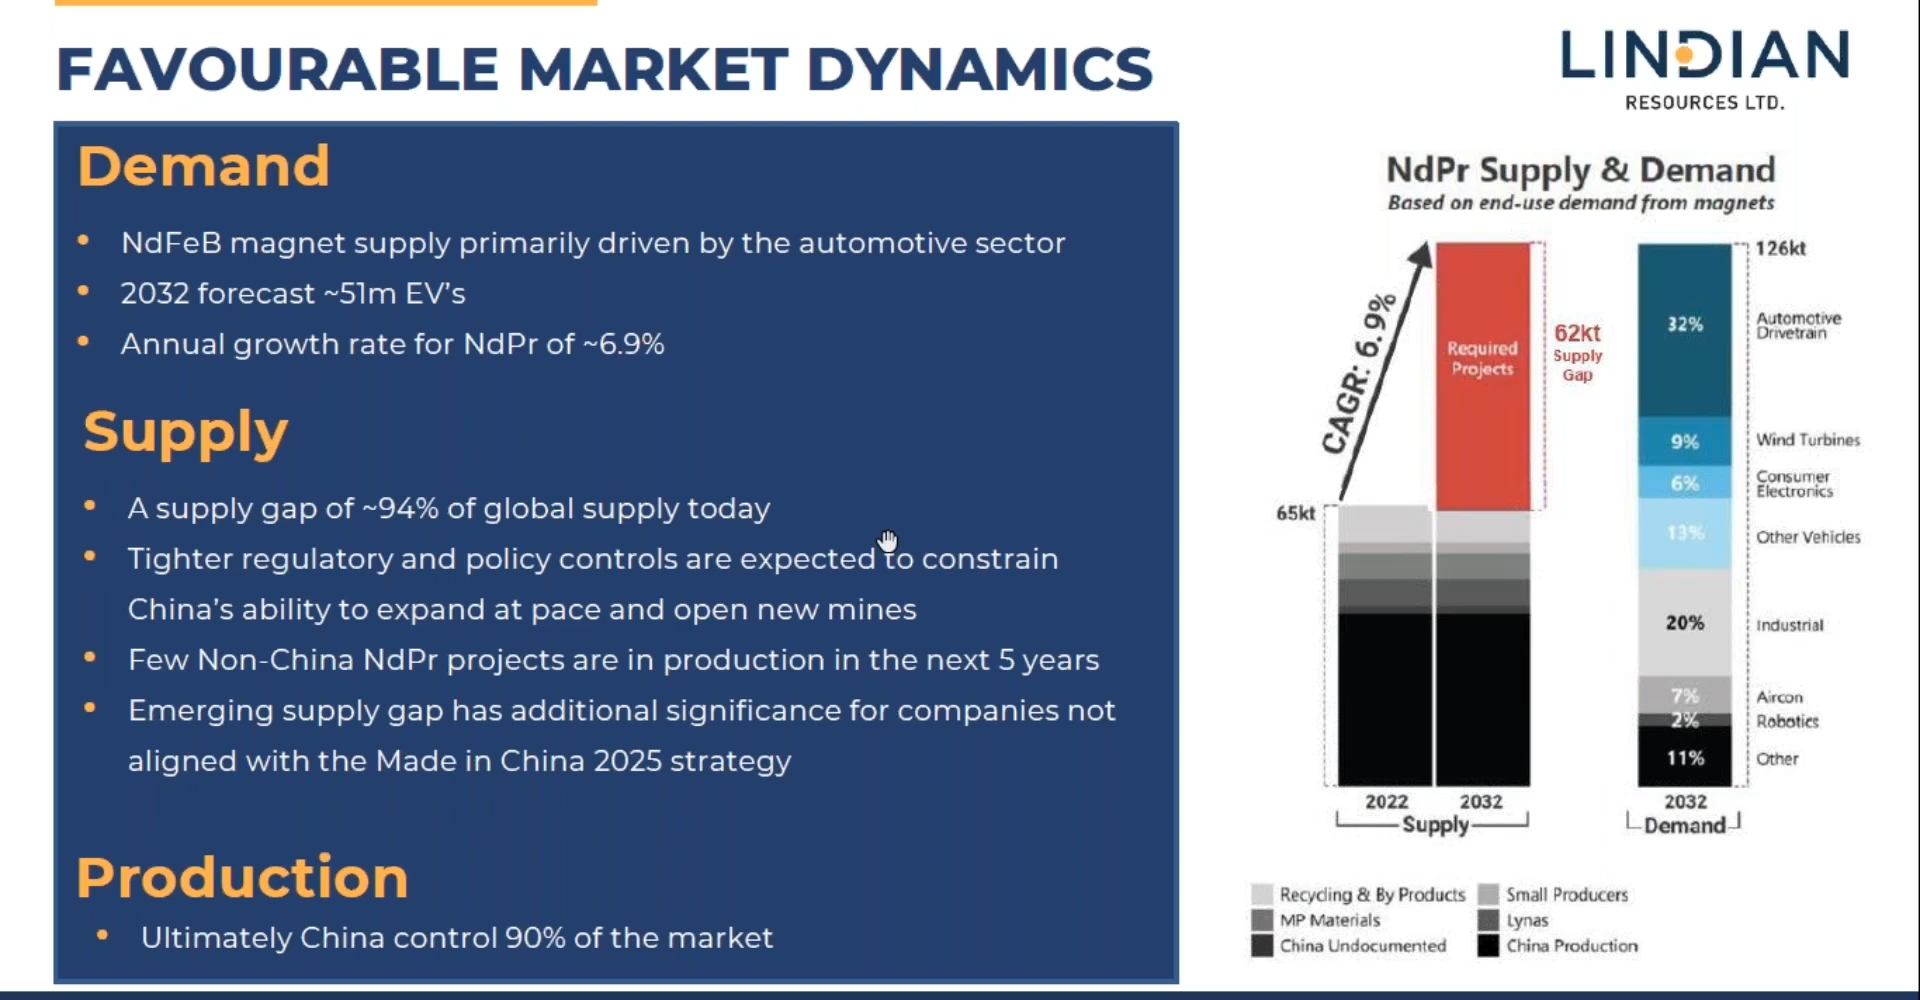 FAVOURABLE MARKET DYNAMICS
LINDIAN
RESOURCES LTD.
Demand
• NdFeB magnet supply primarily driven by the automotive sector
• 2032 forecast ~51m EV's
• Annual growth rate for NdPr of ~6.9%
Supply
• A supply gap of ~94% of global supply today
• Tighter regulatory and policy controls are expected to constrain
China's ability to expand at pace and open new mines
• Few Non-China NdPr projects are in production in the next 5 years
• Emerging supply gap has additional significance for companies not
aligned with the Made in China 2025 strategy
Production
• Ultimately China control 90% of the market
NdPr Supply & Demand
Based on end-use demand from magnets
CAGR: 6.9%
65kt
Required
Projects
62kt
Supply
Gap
126kt
32%
Automotive
Drivetrain
9%
Wind Turbines
6%
Consumer
Electronics
13%
Other Vehicles
20%
Industrial
7%
Aircon
2%
Robotics
11%
Other
2022
2032
Supply
2032
Demand
Recycling & By Products
Small Producers
MP Materials
Lynas
China Undocumented
China Production